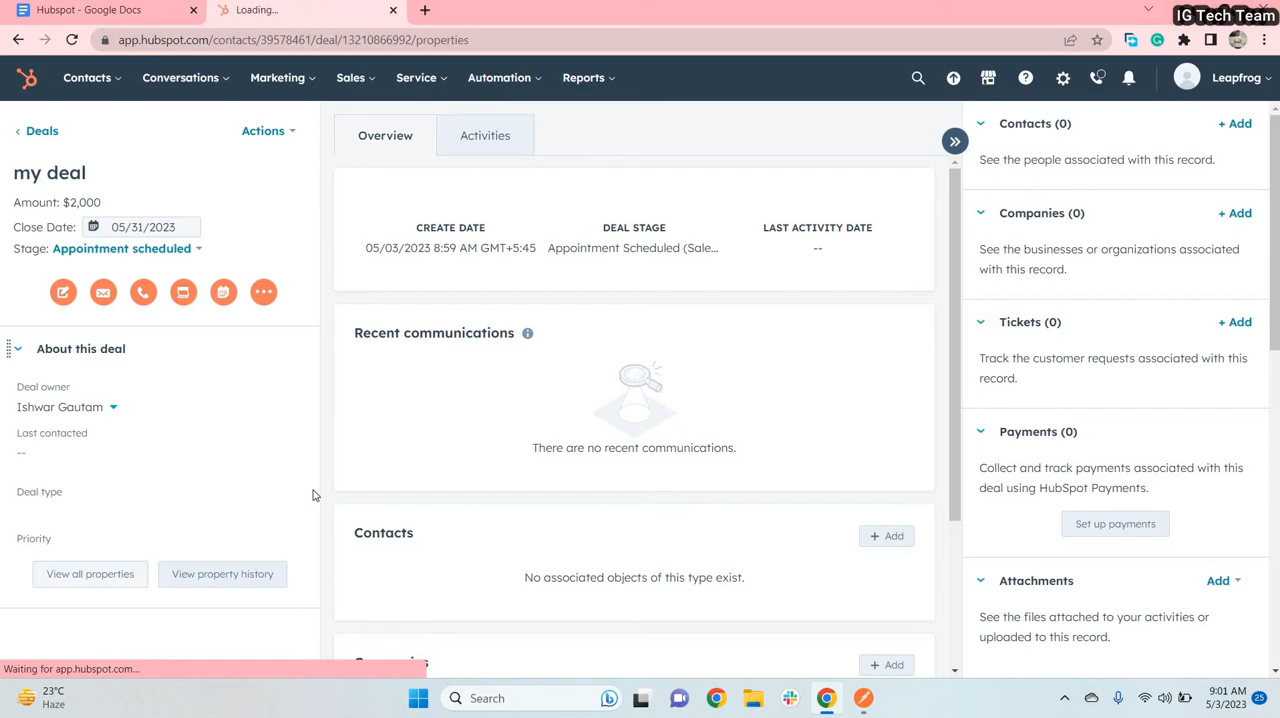 Hubspot - Google Docs
Loading...
IG Tech Team
app.hubspot.com/contacts/39578461/deal/13210866992/properties
Contacts
Conversations
Marketing
Sales
Service
Automation
Reports
Leapfrog
Deals
Actions
my deal
Amount: $2,000
Close Date: 05/31/2023
Stage: Appointment scheduled
About this deal
Deal owner
Ishwar Gautam
Last contacted
--
Deal type
Priority
View all properties
View property history
Waiting for app.hubspot.com...
Overview
Activities
CREATE DATE
05/03/2023 8:59 AM GMT+5:45
DEAL STAGE
Appointment Scheduled (Sale...
LAST ACTIVITY DATE
--
Recent communications
There are no recent communications.
Contacts
+ Add
No associated objects of this type exist.
+ Add
Contacts (0)
+ Add
See the people associated with this record.
Companies (0)
+ Add
See the businesses or organizations associated
with this record.
Tickets (0)
+ Add
Track the customer requests associated with this
record.
Payments (0)
Collect and track payments associated with this
deal using HubSpot Payments.
Set up payments
Attachments
Add
See the files attached to your activities or
uploaded to this record.
23°C
Haze
Search
9:01 AM
5/3/2023
25